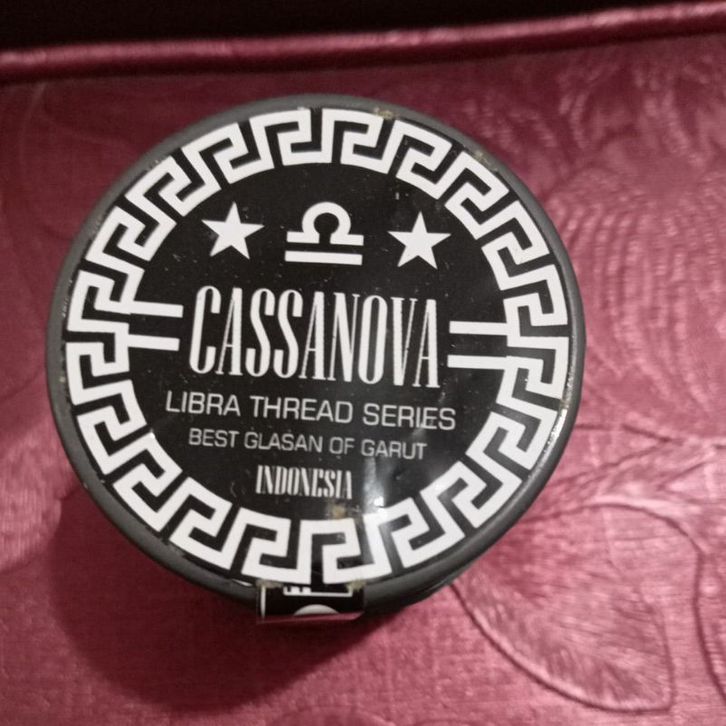 CASSANOVA
LIBRA THREAD SERIES
BEST GLASAN OF GARUT
INDONESIA